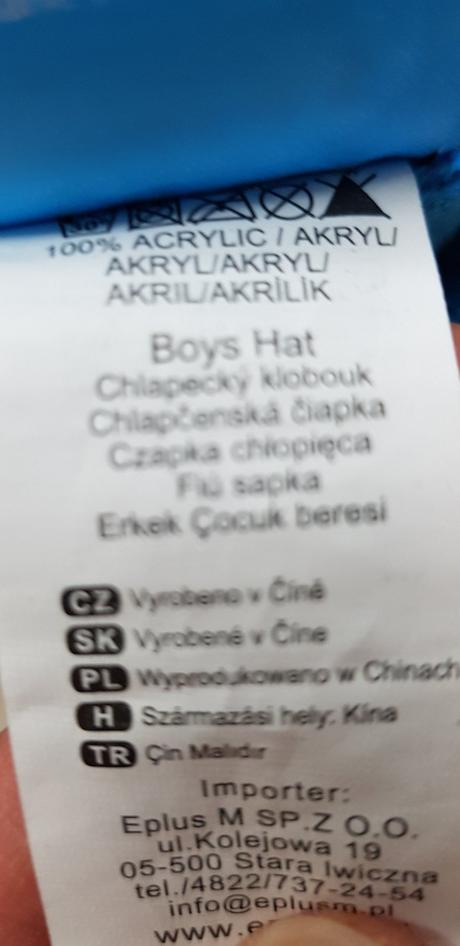 100% ACRYLIC / AKRYL/
AKRYL/AKRYL/
AKRIL/AKRİLİK
Boys Hat
Chlapecký klobouk
Chlapčenská čiapka
Czapka chłopięca
Fiú sapka
Erkek Çocuk beresi
CZ Vyrobeno v Číně
SK Vyrobené v Číne
PL Wyprodukowano w Chinach
H Származási hely: Kína
TR Çin Malıdır
Importer:
Eplus M SP.Z O.O.
ul.Kolejowa 19
05-500 Stara Iwiczna
tel./4822/737-24-54
info@eplusm.pl
www.e